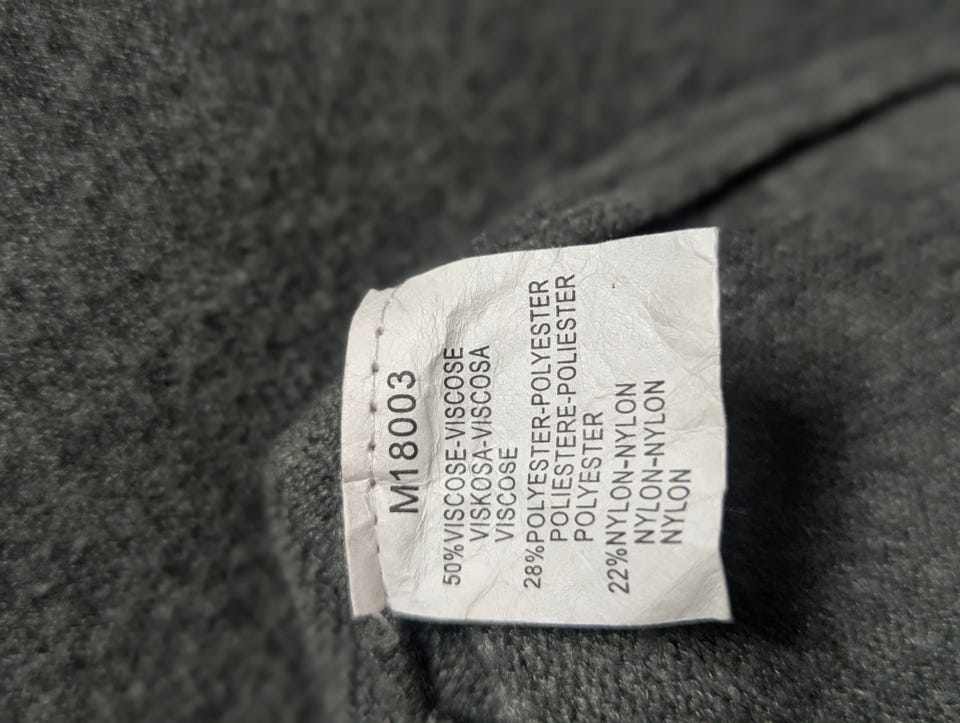 M18003
50%VISCOSE-VISCOSE
VISKOSA-VISCOSA
VISCOSE
28%POLYESTER-POLYESTER
POLIESTERE-POLIESTER
POLYESTER
22%NYLON-NYLON
NYLON-NYLON
NYLON